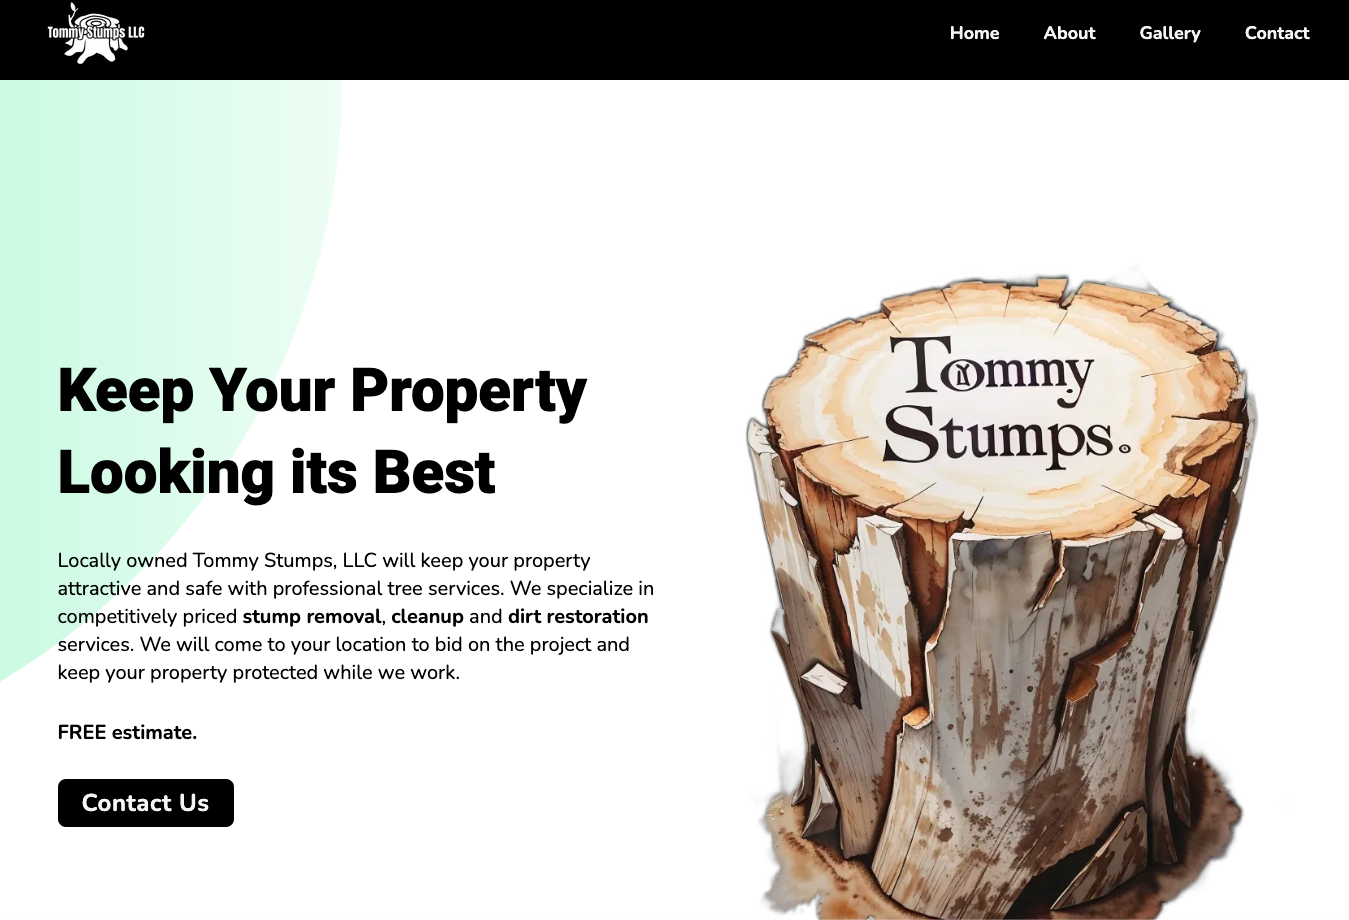 Tommy Stumps LLC
Home About Gallery Contact
Keep Your Property
Looking its Best
Locally owned Tommy Stumps, LLC will keep your property
attractive and safe with professional tree services. We specialize in
competitively priced stump removal, cleanup and dirt restoration
services. We will come to your location to bid on the project and
keep your property protected while we work.
FREE estimate.
Contact Us
Tommy
Stumps.